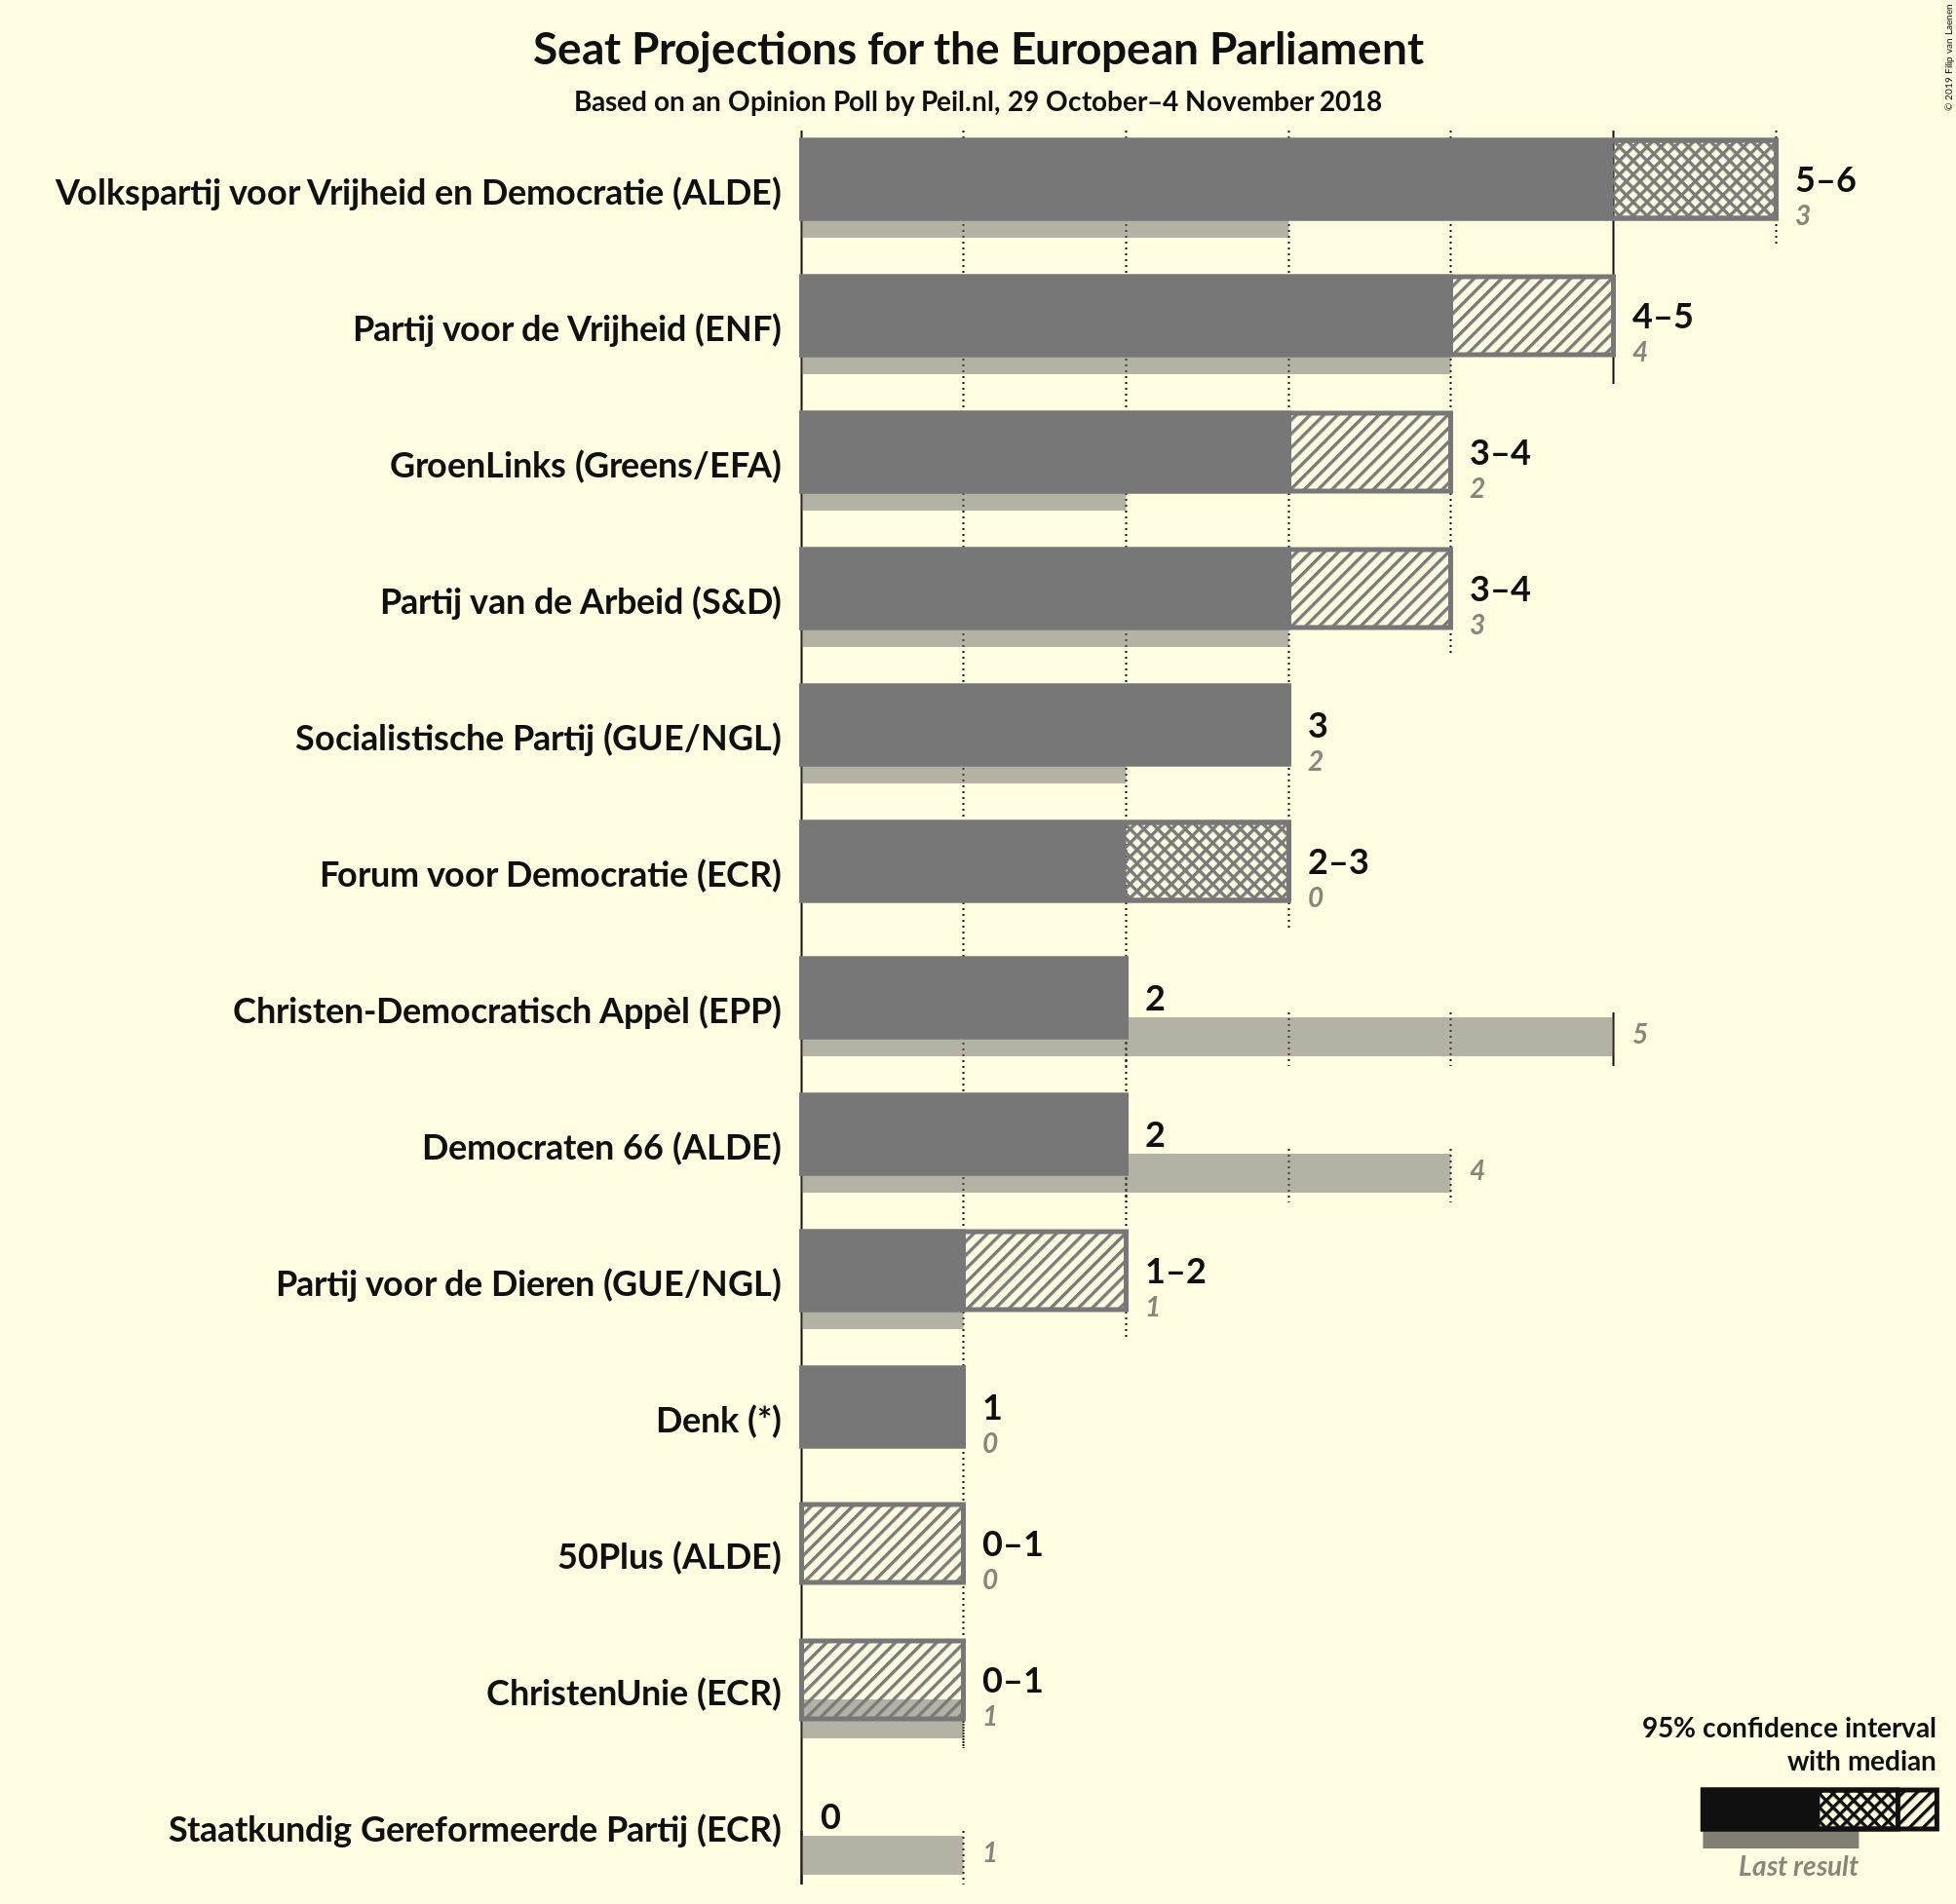 Seat Projections for the European Parliament
Based on an Opinion Poll by Peil.nl, 29 October–4 November 2018
© 2019 Filip van Laenen
Volkspartij voor Vrijheid en Democratie (ALDE)
5–6
3
Partij voor de Vrijheid (ENF)
4–5
4
GroenLinks (Greens/EFA)
3–4
2
Partij van de Arbeid (S&D)
3–4
3
Socialistische Partij (GUE/NGL)
3
2
Forum voor Democratie (ECR)
2–3
0
Christen-Democratisch Appèl (EPP)
2
5
Democraten 66 (ALDE)
2
4
Partij voor de Dieren (GUE/NGL)
1–2
1
Denk (*)
1
0
50Plus (ALDE)
0–1
0
ChristenUnie (ECR)
0–1
1
Staatkundig Gereformeerde Partij (ECR)
0
1
95% confidence interval
with median
Last result